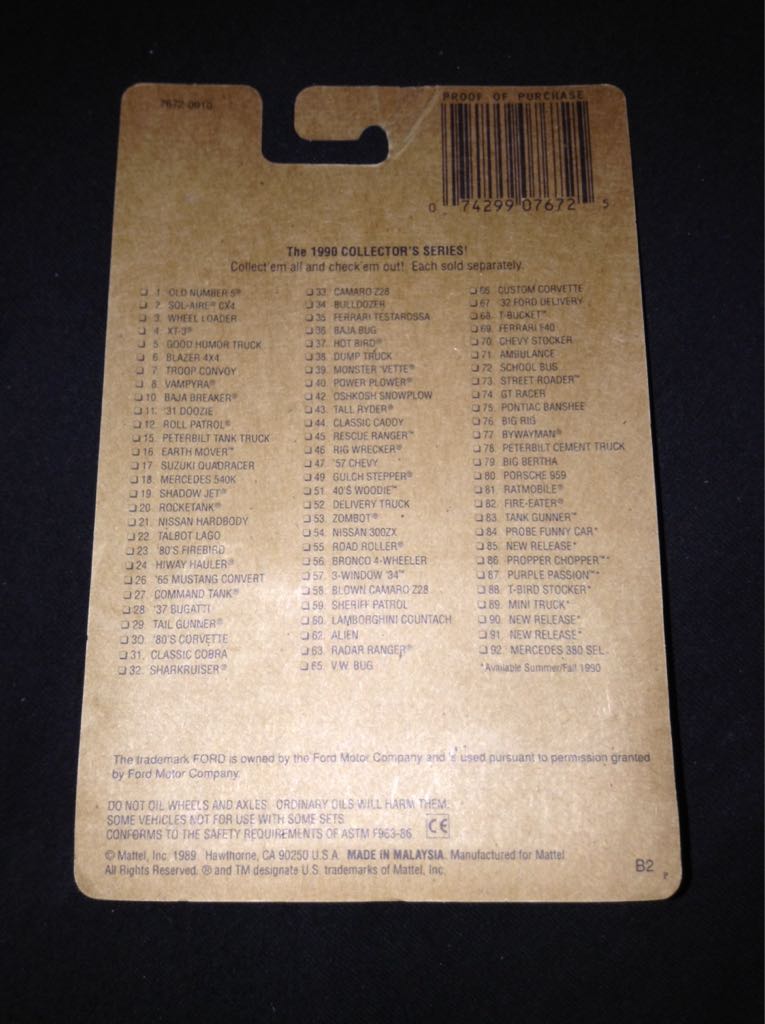 7672-0910
PROOF OF PURCHASE
0 74299 07672 5
The 1990 COLLECTOR'S SERIES!
Collect 'em all and check 'em out! Each sold separately.
1. OLD NUMBER 5®
2. SOL-AIRE® CX4
3. WHEEL LOADER
4. XT-3®
5. GOOD HUMOR TRUCK
6. BLAZER 4X4
7. TROOP CONVOY
8. VAMPYRA®
10. BAJA BREAKER®
11. '31 DOOZIE
12. ROLL PATROL®
15. PETERBILT TANK TRUCK
16. EARTH MOVER™
17. SUZUKI QUADRACER
18. MERCEDES 540K
19. SHADOW JET®
20. ROCKETANK®
21. NISSAN HARDBODY
22. TALBOT LAGO
23. '80'S FIREBIRD
24. HIWAY HAULER®
26. '65 MUSTANG CONVERT
27. COMMAND TANK®
28. '37 BUGATTI
29. TAIL GUNNER®
30. '80'S CORVETTE
31. CLASSIC COBRA
32. SHARKRUISER®
33. CAMARO Z28
34. BULLDOZER
35. FERRARI TESTAROSSA
36. BAJA BUG
37. HOT BIRD®
38. DUMP TRUCK
39. MONSTER 'VETTE®
40. POWER PLOWER®
42. OSHKOSH SNOWPLOW
43. TALL RYDER®
44. CLASSIC CADDY
45. RESCUE RANGER™
46. RIG WRECKER®
47. '57 CHEVY
49. GULCH STEPPER®
51. 40'S WOODIE™
52. DELIVERY TRUCK
53. ZOMBOT®
54. NISSAN 300ZX
55. ROAD ROLLER®
56. BRONCO 4-WHEELER
57. 3-WINDOW '34™
58. BLOWN CAMARO Z28
59. SHERIFF PATROL
60. LAMBORGHINI COUNTACH
62. ALIEN
63. RADAR RANGER®
65. V.W. BUG
66. CUSTOM CORVETTE
67. '32 FORD DELIVERY
68. T-BUCKET™
69. FERRARI F40
70. CHEVY STOCKER
71. AMBULANCE
72. SCHOOL BUS
73. STREET ROADER™
74. GT RACER
75. PONTIAC BANSHEE
76. BIG RIG
77. BYWAYMAN®
78. PETERBILT CEMENT TRUCK
79. BIG BERTHA
80. PORSCHE 959
81. RATMOBILE®
82. FIRE-EATER®
83. TANK GUNNER™
84. PROBE FUNNY CAR*
85. NEW RELEASE*
86. PROPPER CHOPPER™*
87. PURPLE PASSION™*
88. T-BIRD STOCKER*
89. MINI TRUCK*
90. NEW RELEASE*
91. NEW RELEASE*
92. MERCEDES 380 SEL
*Available Summer/Fall 1990
The trademark FORD is owned by the Ford Motor Company and is used pursuant to permission granted
by Ford Motor Company.
DO NOT OIL WHEELS AND AXLES. ORDINARY OILS WILL HARM THEM.
SOME VEHICLES NOT FOR USE WITH SOME SETS.
CONFORMS TO THE SAFETY REQUIREMENTS OF ASTM F963-86. CE
© Mattel, Inc. 1989 Hawthorne, CA 90250 U.S.A. MADE IN MALAYSIA. Manufactured for Mattel
All Rights Reserved. ® and TM designate U.S. trademarks of Mattel, Inc.
B2
P